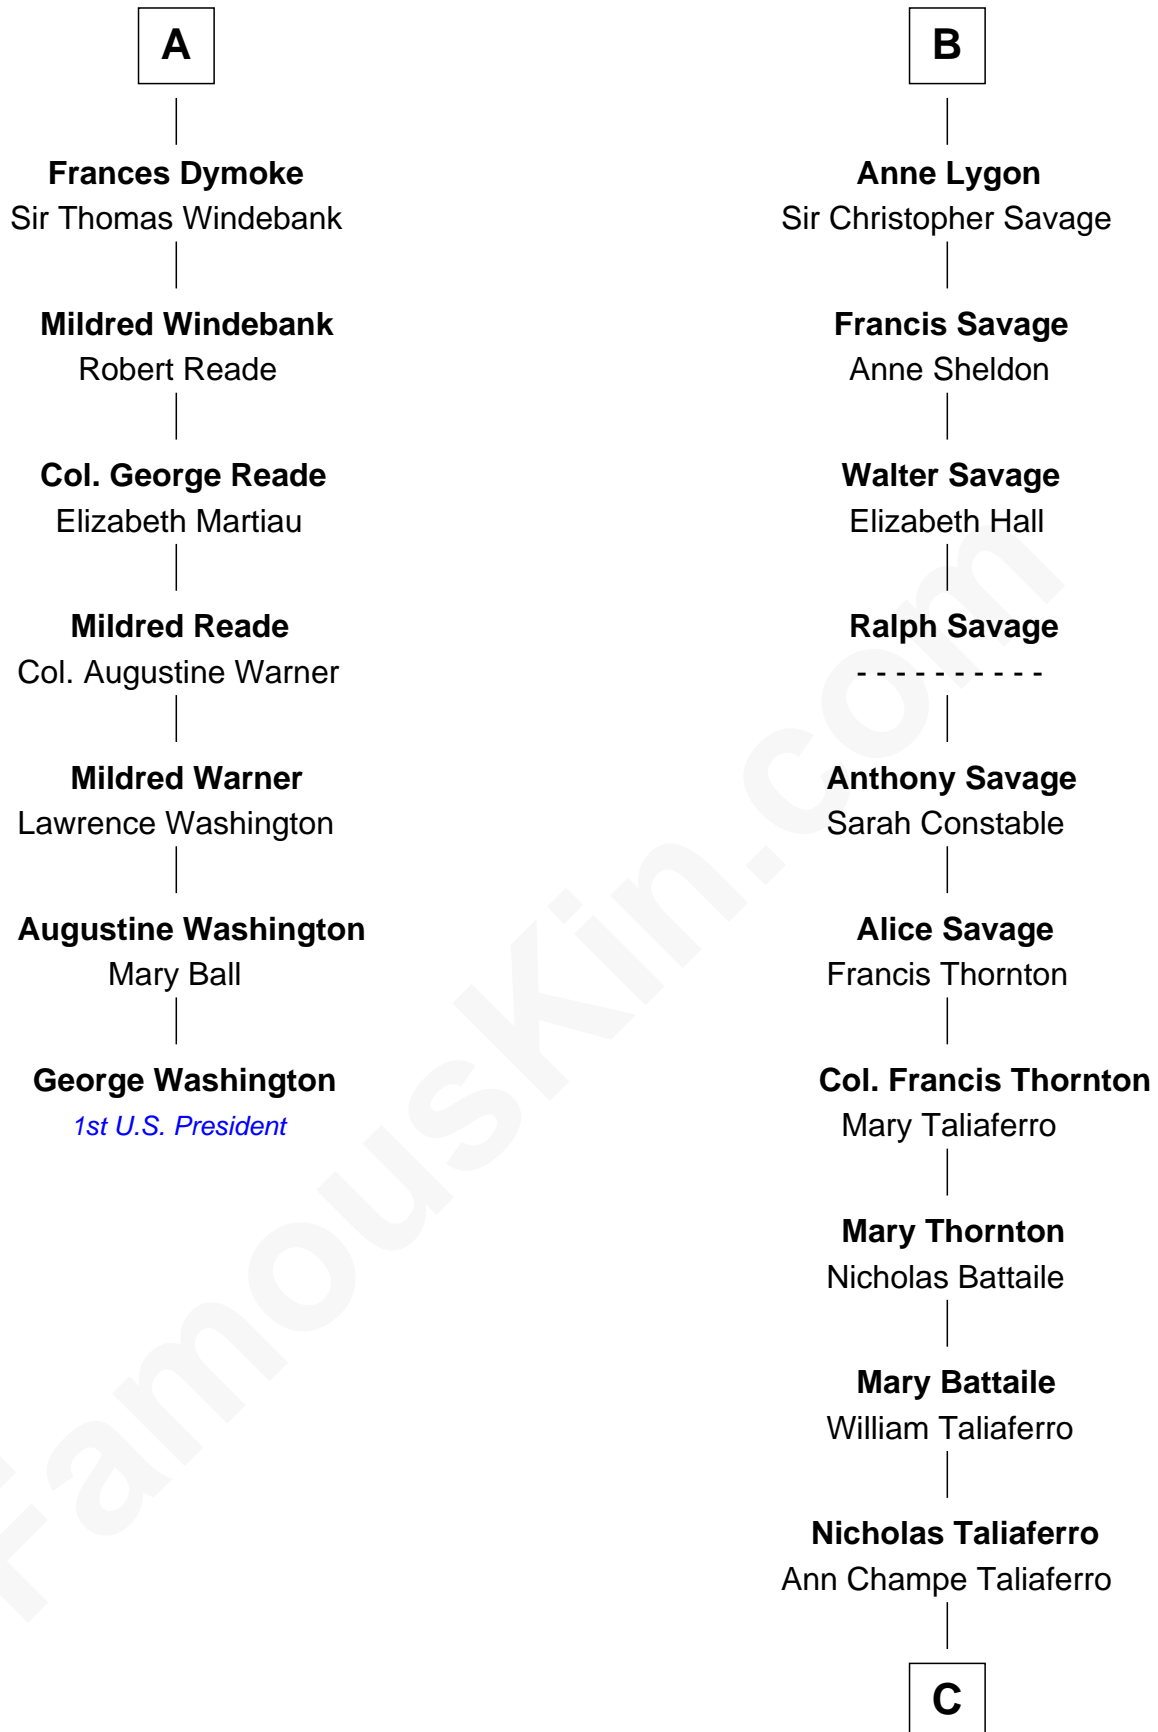 A
Frances Dymoke
Sir Thomas Windebank
Mildred Windebank
Robert Reade
Col. George Reade
Elizabeth Martiau
Mildred Reade
Col. Augustine Warner
Mildred Warner
Lawrence Washington
Augustine Washington
Mary Ball
George Washington
1st U.S. President
B
Anne Lygon
Sir Christopher Savage
Francis Savage
Anne Sheldon
Walter Savage
Elizabeth Hall
Ralph Savage
- - - - - - - - - -
Anthony Savage
Sarah Constable
Alice Savage
Francis Thornton
Col. Francis Thornton
Mary Taliaferro
Mary Thornton
Nicholas Battaile
Mary Battaile
William Taliaferro
Nicholas Taliaferro
Ann Champe Taliaferro
C
FamousKin.com